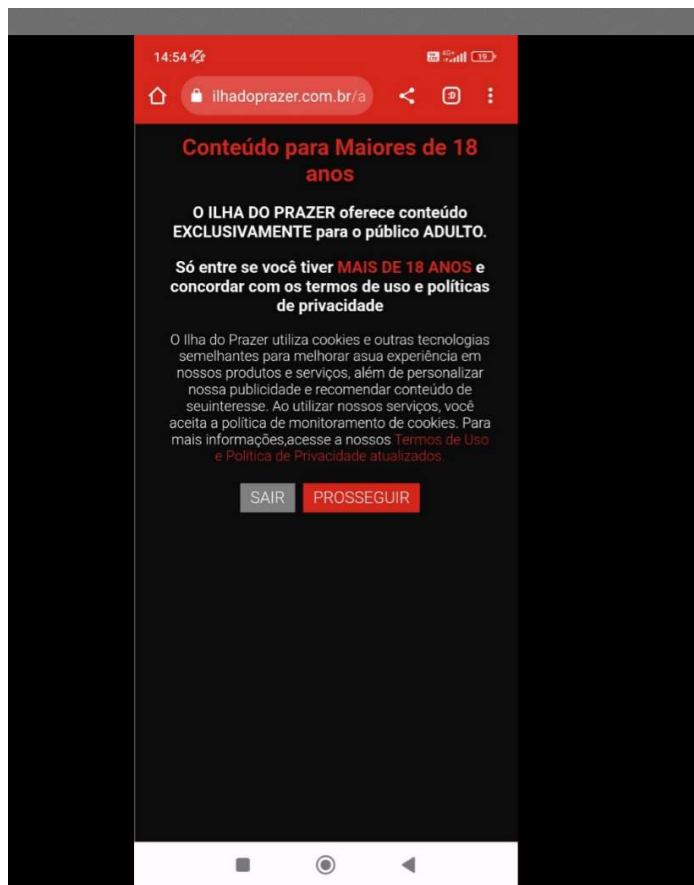 14:54
4G+ 19
ilhadoprazer.com.br/a :D
Conteúdo para Maiores de 18
anos
O ILHA DO PRAZER oferece conteúdo
EXCLUSIVAMENTE para o público ADULTO.
Só entre se você tiver MAIS DE 18 ANOS e
concordar com os termos de uso e políticas
de privacidade
O Ilha do Prazer utiliza cookies e outras tecnologias
semelhantes para melhorar asua experiência em
nossos produtos e serviços, além de personalizar
nossa publicidade e recomendar conteúdo de
seuinteresse. Ao utilizar nossos serviços, você
aceita a política de monitoramento de cookies. Para
mais informações,acesse a nossos Termos de Uso
e Política de Privacidade atualizados.
SAIR PROSSEGUIR